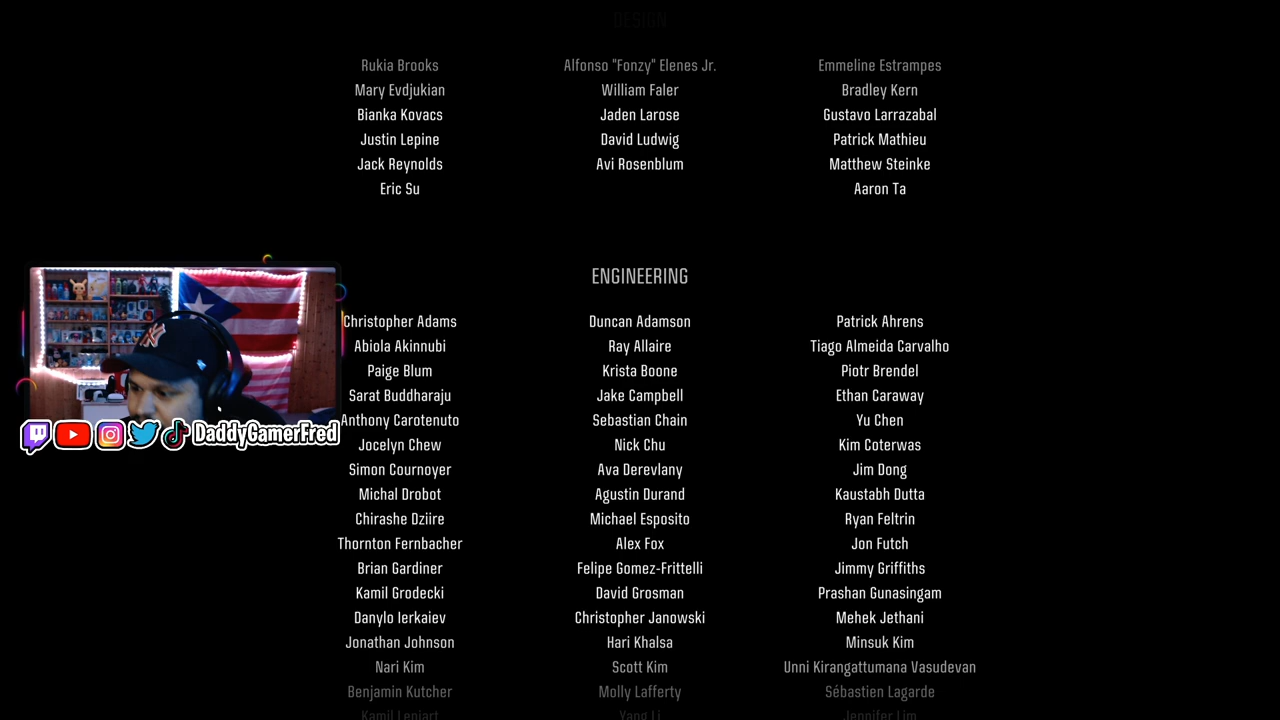 DESIGN
Rukia Brooks Alfonso "Fonzy" Elenes Jr. Emmeline Estrampes
Mary Evdjukian William Faler Bradley Kern
Bianka Kovacs Jaden Larose Gustavo Larrazabal
Justin Lepine David Ludwig Patrick Mathieu
Jack Reynolds Avi Rosenblum Matthew Steinke
Eric Su Aaron Ta
ENGINEERING
Christopher Adams Duncan Adamson Patrick Ahrens
Abiola Akinnubi Ray Allaire Tiago Almeida Carvalho
Paige Blum Krista Boone Piotr Brendel
Sarat Buddharaju Jake Campbell Ethan Caraway
Anthony Carotenuto Sebastian Chain Yu Chen
DaddyGamerFred
Jocelyn Chew Nick Chu Kim Coterwas
Simon Cournoyer Ava Derevlany Jim Dong
Michal Drobot Agustin Durand Kaustabh Dutta
Chirashe Dziire Michael Esposito Ryan Feltrin
Thornton Fernbacher Alex Fox Jon Futch
Brian Gardiner Felipe Gomez-Frittelli Jimmy Griffiths
Kamil Grodecki David Grosman Prashan Gunasingam
Danylo Ierkaiev Christopher Janowski Mehek Jethani
Jonathan Johnson Hari Khalsa Minsuk Kim
Nari Kim Scott Kim Unni Kirangattumana Vasudevan
Benjamin Kutcher Molly Lafferty Sébastien Lagarde
Kamil Leniart Yang Li Jennifer Lim